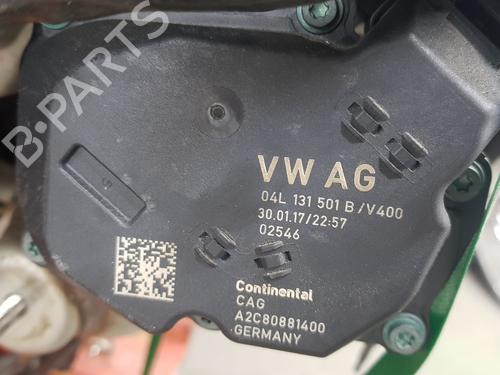 B-PARTS
VW AG
04L 131 501 B/V400
30.01.17/22:57
02546
Continental
CAG
A2C80881400
GERMANY